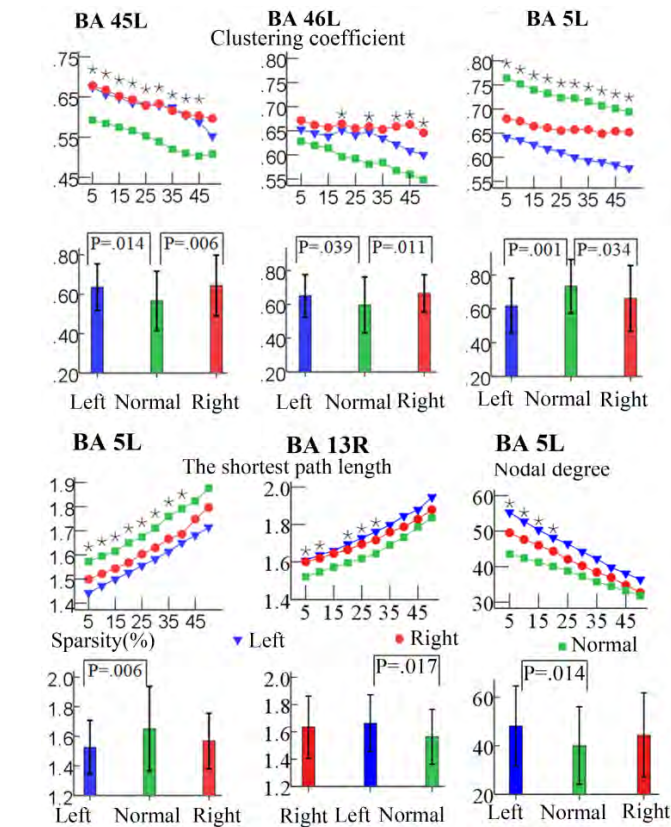 BA 45L BA 46L BA 5L
Clustering coefficient
.75 .65 .55 .45
5 15 25 35 45
80 75 70 65 60 .55
5 15 25 35 45
80 75 70 65 60 .55
5 15 25 35 45
P=.014 P=.006
.80 .60 .40 .20
Left Normal Right
P=.039 P=.011
80 .60 .40 .20
Left Normal Right
P=.001 P=.034
.80 .60 .40 20
Left Normal Right
BA 5L BA 13R BA 5L
The shortest path length Nodal degree
1.9 1.8 1.7 1.6 1.5 1.4
5 15 25 35 45
2.0 1.8 1.6 1.4
5 15 25 35 45
60 50 40 30
5 15 25 35 45
Sparsity(%) Left Right Normal
P=.006
2.0 1.8 1.6 1.4 1.2
Left Normal Right
P=.017
2.0 1.8 1.6 1.4 1.2
Right Left Normal
P=.014
60 40 20
Left Normal Right